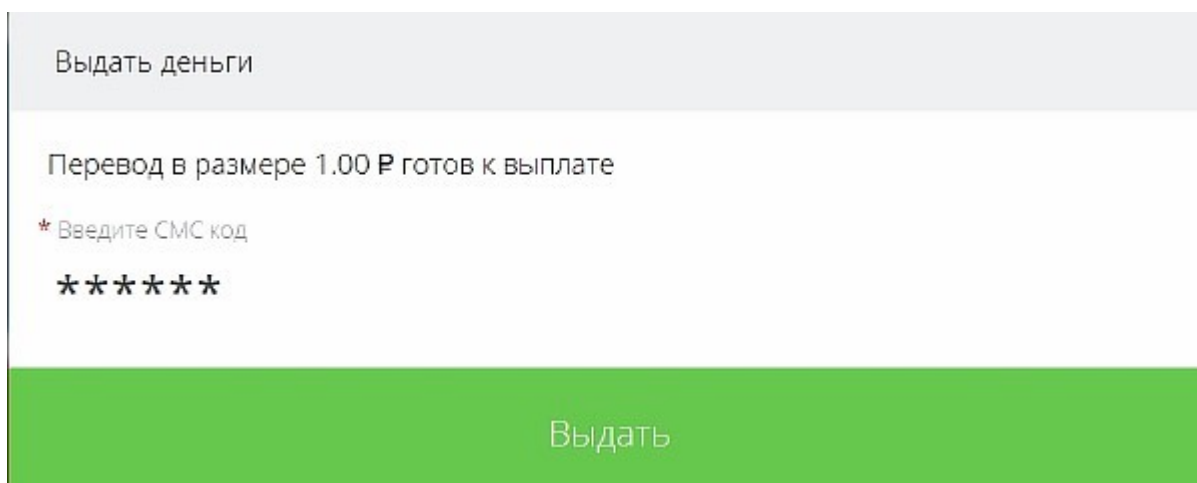 Выдать деньги
Перевод в размере 1.00 ₽ готов к выплате
* Введите СМС код
******
Выдать